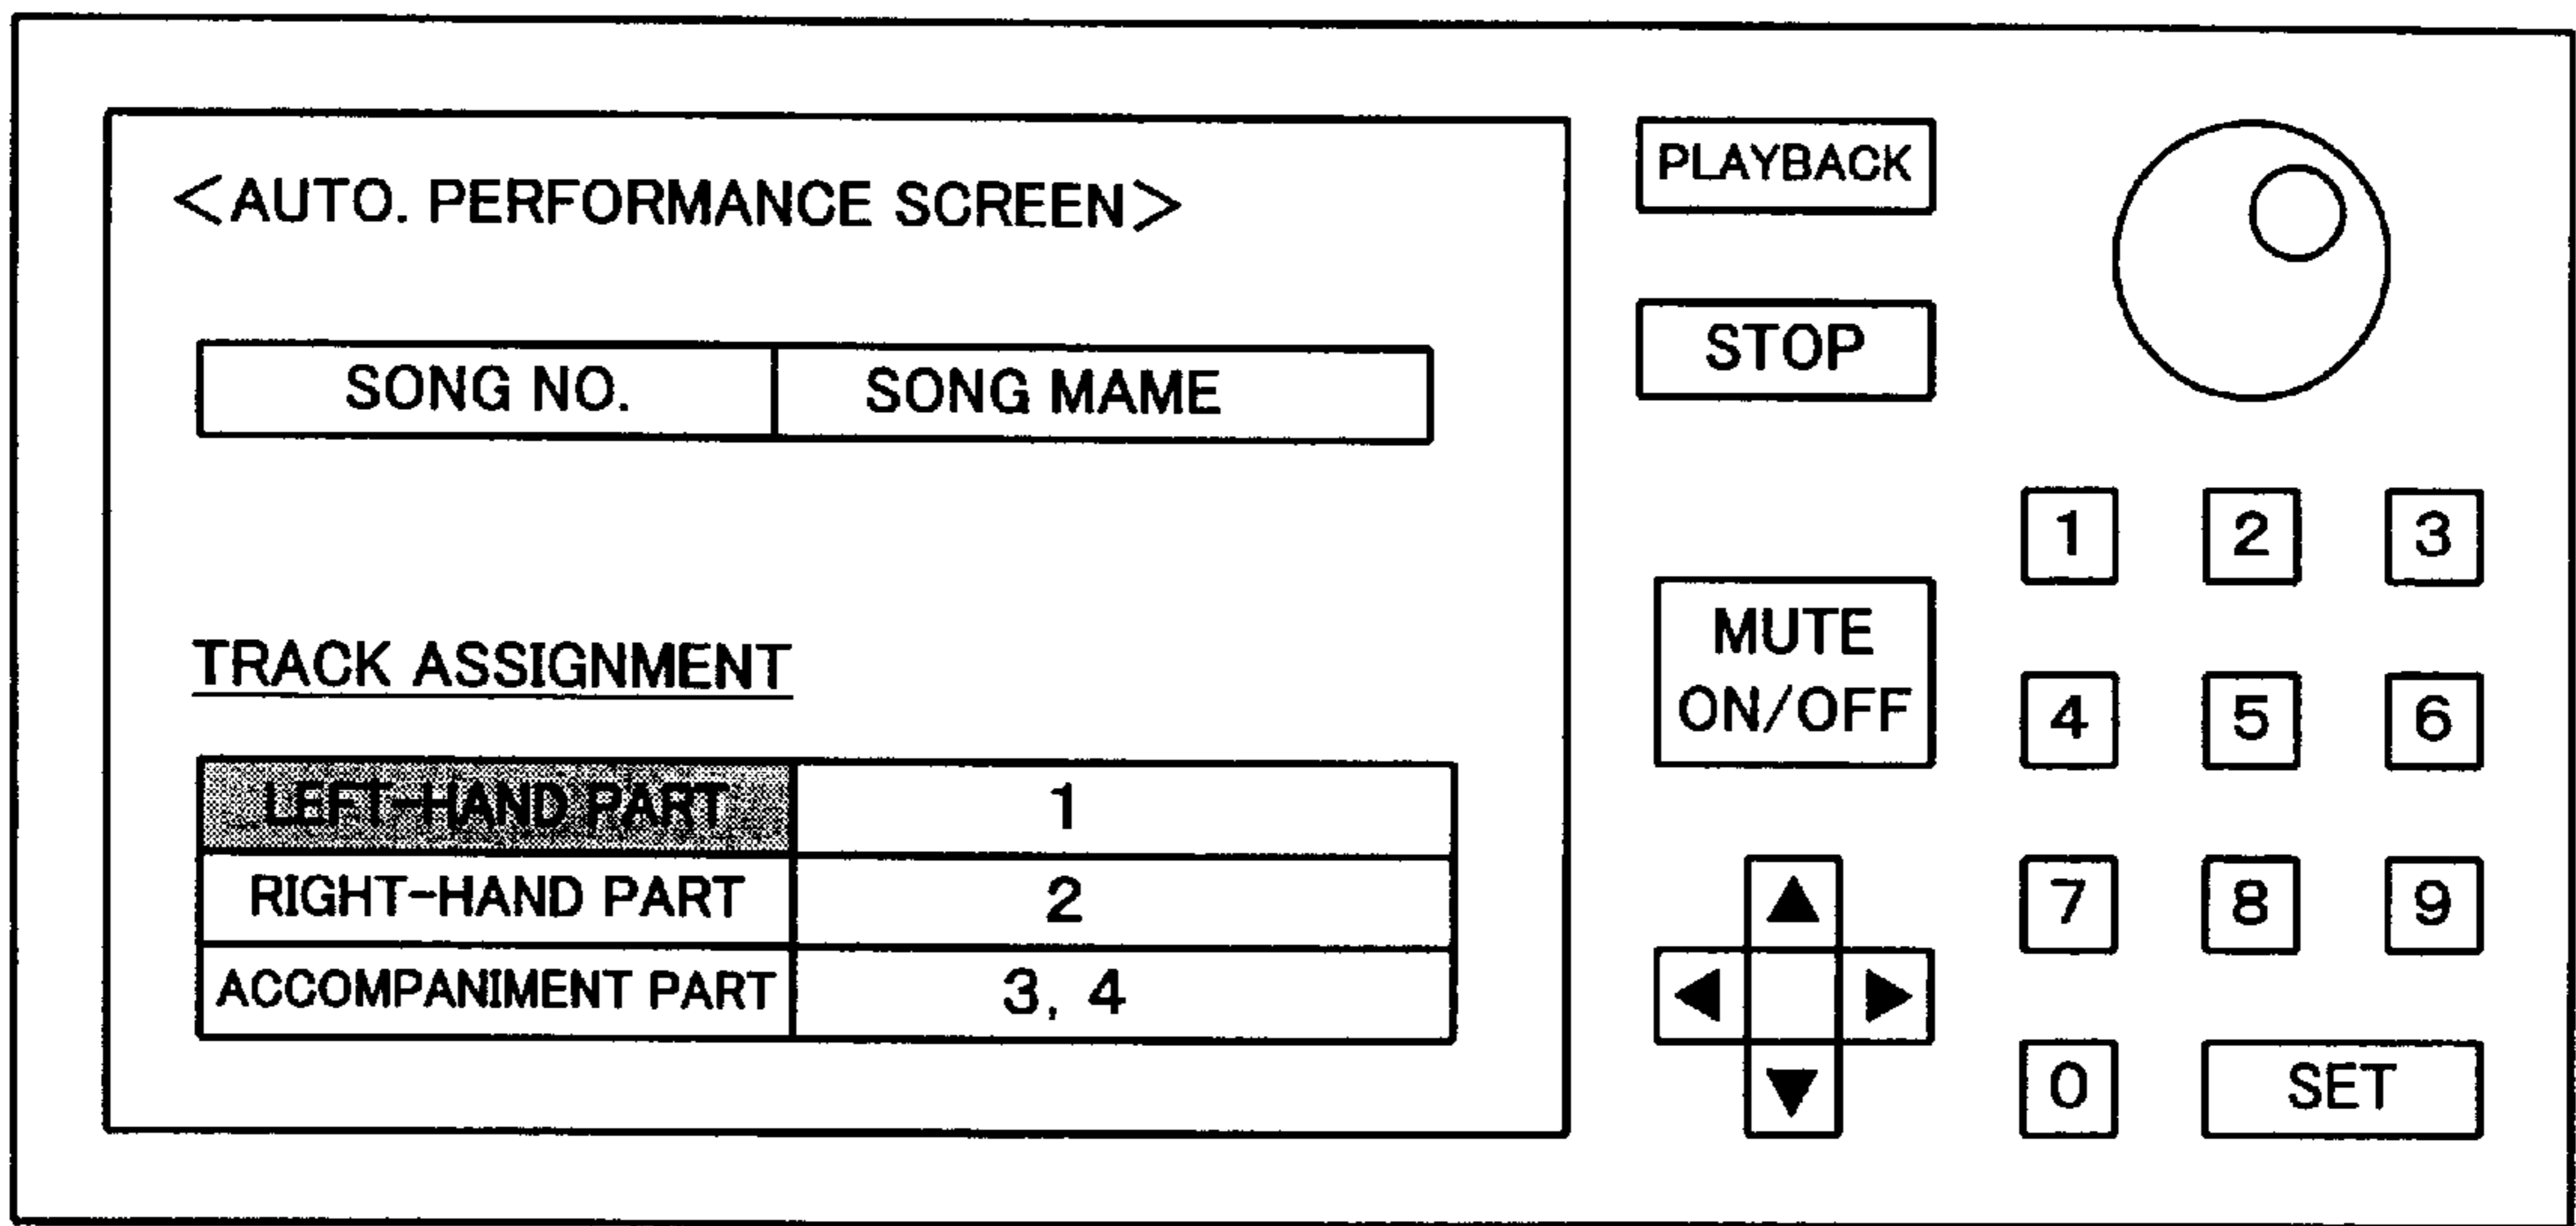 <AUTO. PERFORMANCE SCREEN>
SONG NO. SONG MAME
TRACK ASSIGNMENT
LEFT-HAND PART 1
RIGHT-HAND PART 2
ACCOMPANIMENT PART 3, 4
PLAYBACK
STOP
MUTE
ON/OFF
1 2 3
4 5 6
7 8 9
0 SET